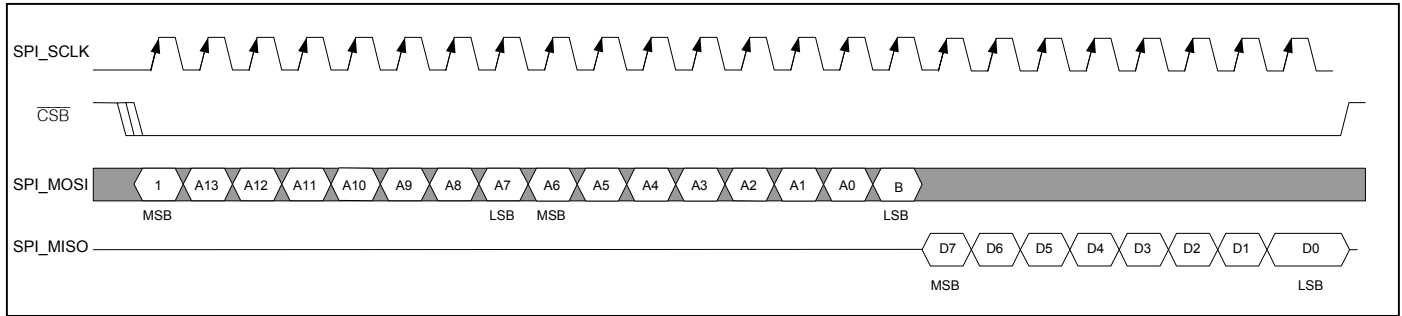 SPI_SCLK
CSB
SPI_MOSI 1 A13 A12 A11 A10 A9 A8 A7 A6 A5 A4 A3 A2 A1 A0 B
MSB LSB MSB LSB
SPI_MISO D7 D6 D5 D4 D3 D2 D1 D0
MSB LSB